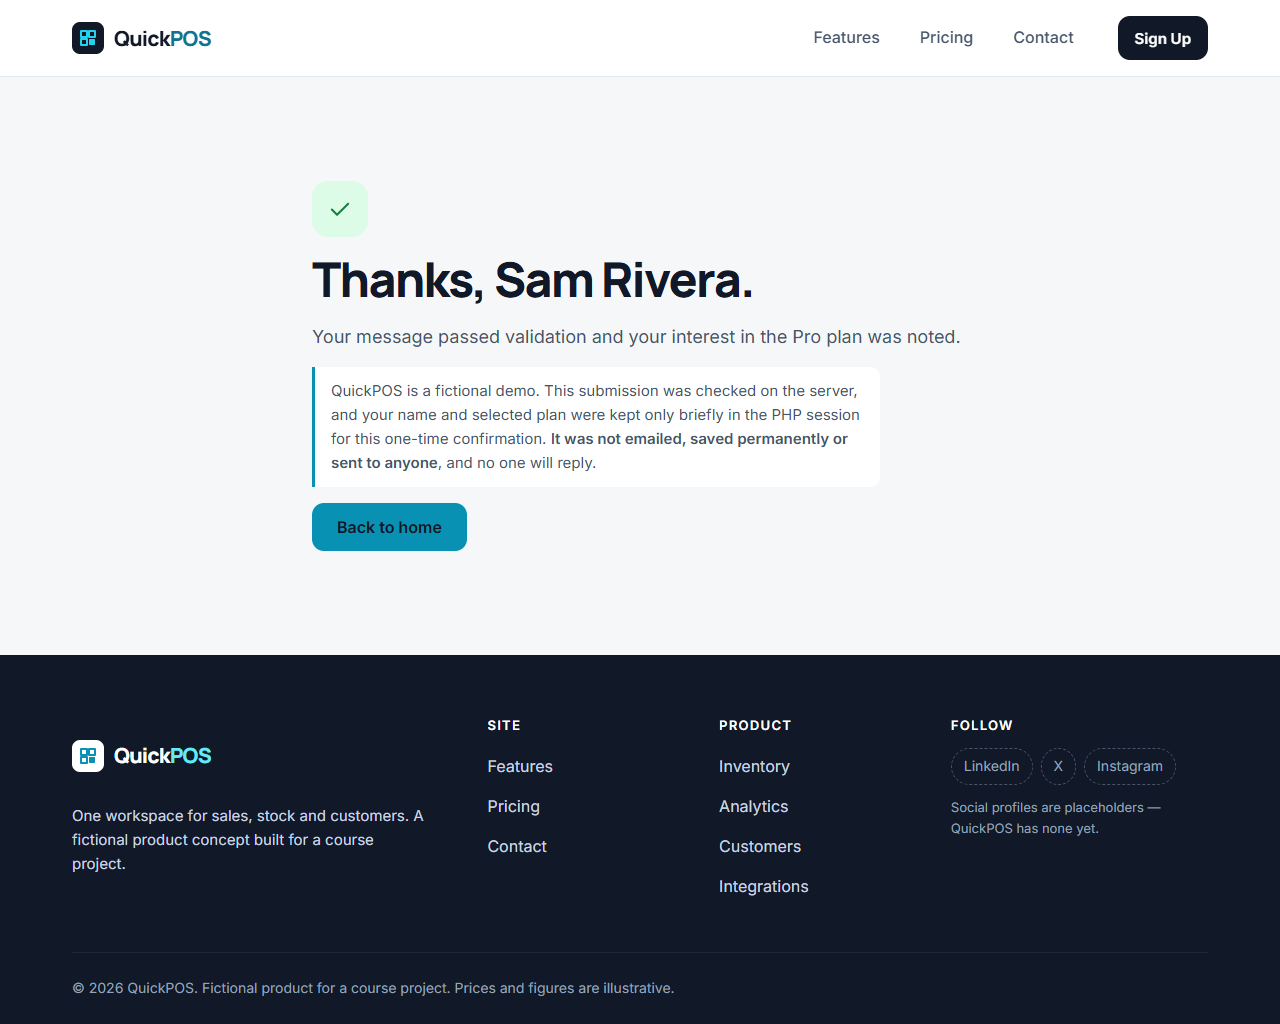 QuickPOS
Features
Pricing
Contact
Sign Up
Thanks, Sam Rivera.
Your message passed validation and your interest in the Pro plan was noted.
QuickPOS is a fictional demo. This submission was checked on the server,
and your name and selected plan were kept only briefly in the PHP session
for this one-time confirmation. It was not emailed, saved permanently or
sent to anyone, and no one will reply.
Back to home
QuickPOS
One workspace for sales, stock and customers. A
fictional product concept built for a course
project.
SITE
Features
Pricing
Contact
PRODUCT
Inventory
Analytics
Customers
Integrations
FOLLOW
LinkedIn
X
Instagram
Social profiles are placeholders —
QuickPOS has none yet.
© 2026 QuickPOS. Fictional product for a course project. Prices and figures are illustrative.